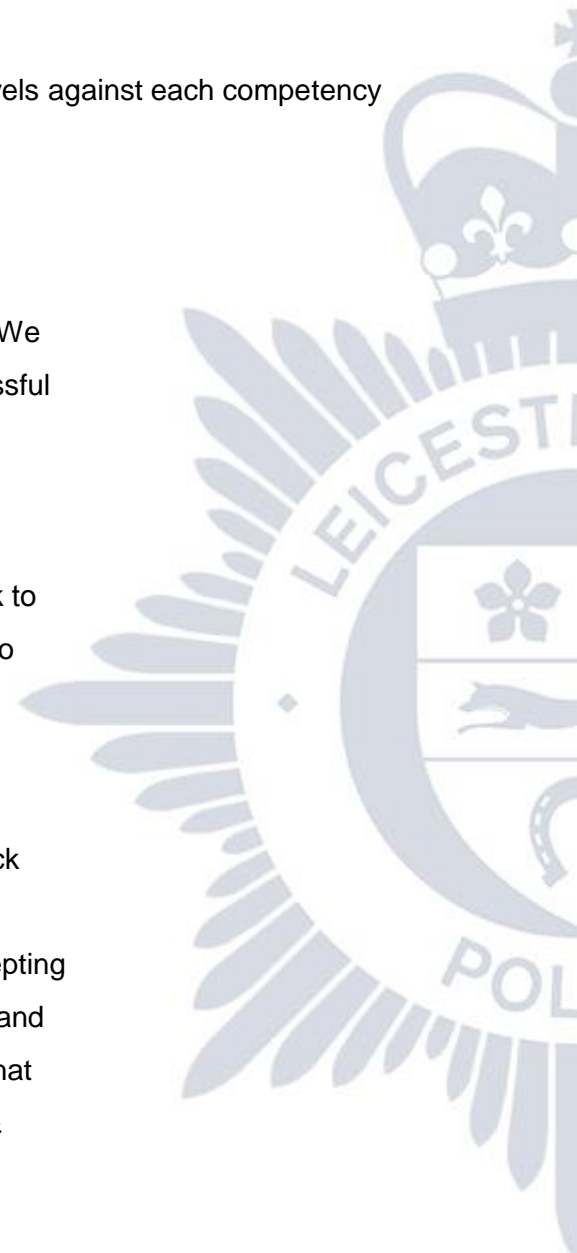 vels against each competency
We
ssful
k to
o
ck
epting
and
hat
LEICEST
POL